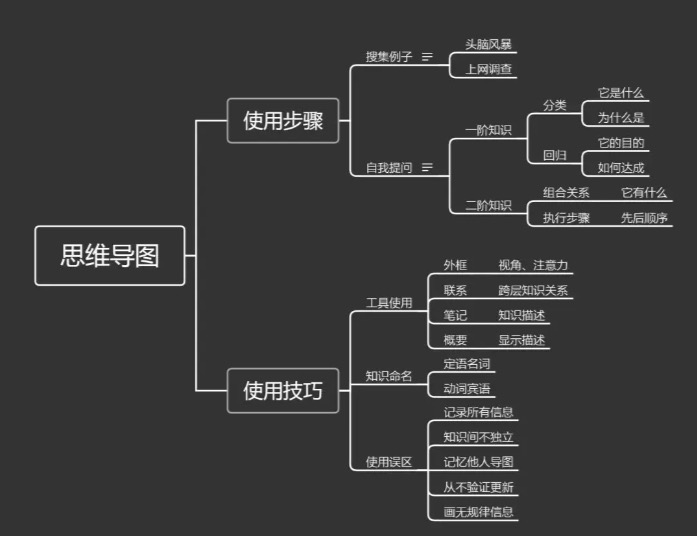 思维导图
使用步骤
搜集例子
头脑风暴
上网调查
自我提问
一阶知识
分类
它是什么
为什么是
回归
它的目的
如何达成
二阶知识
组合关系
它有什么
执行步骤
先后顺序
使用技巧
工具使用
外框
视角、注意力
联系
跨层知识关系
笔记
知识描述
概要
显示描述
知识命名
定语名词
动词宾语
使用误区
记录所有信息
知识间不独立
记忆他人导图
从不验证更新
画无规律信息